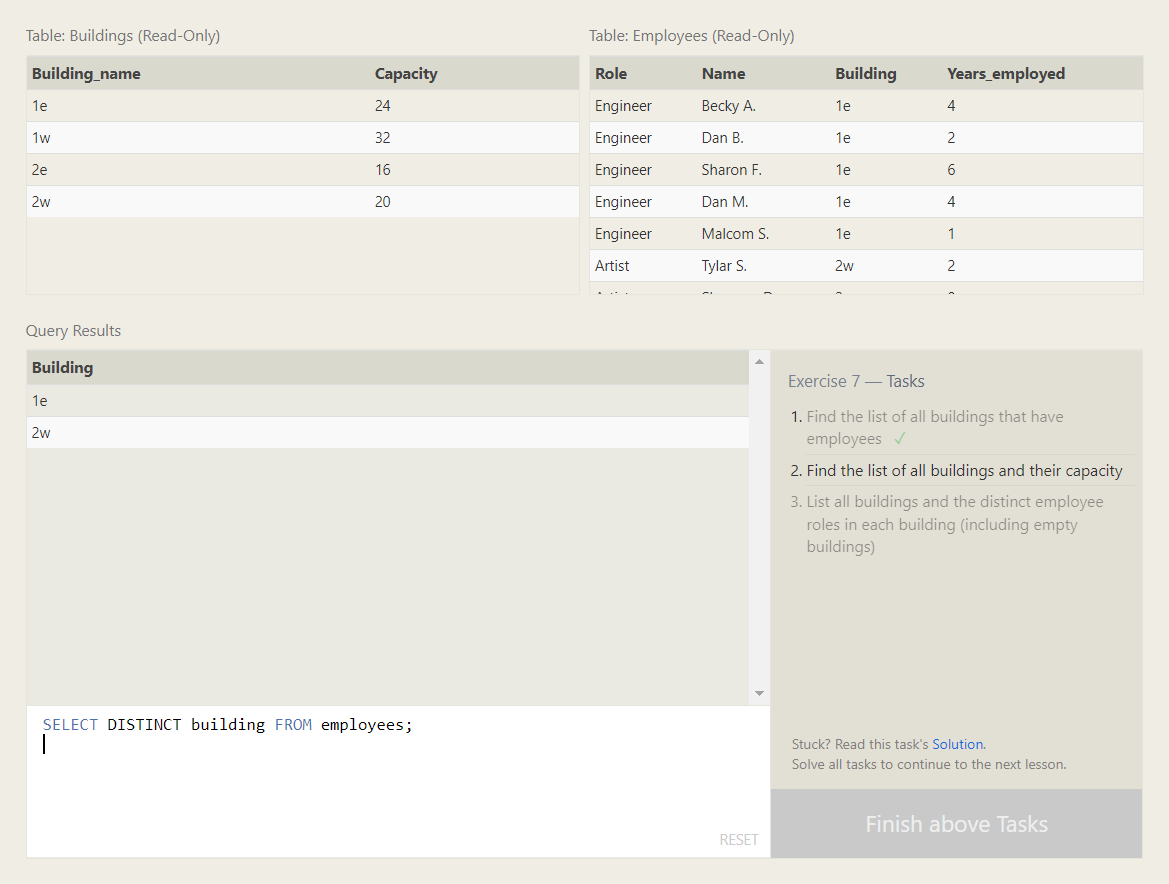 Table: Buildings (Read-Only)
Building_name Capacity
1e 24
1w 32
2e 16
2w 20
Table: Employees (Read-Only)
Role Name Building Years_employed
Engineer Becky A. 1e 4
Engineer Dan B. 1e 2
Engineer Sharon F. 1e 6
Engineer Dan M. 1e 4
Engineer Malcom S. 1e 1
Artist Tylar S. 2w 2
Query Results
Building
1e
2w
SELECT DISTINCT building FROM employees;
RESET
Exercise 7 — Tasks
1. Find the list of all buildings that have
employees ✓
2. Find the list of all buildings and their capacity
3. List all buildings and the distinct employee
roles in each building (including empty
buildings)
Stuck? Read this task's Solution.
Solve all tasks to continue to the next lesson.
Finish above Tasks